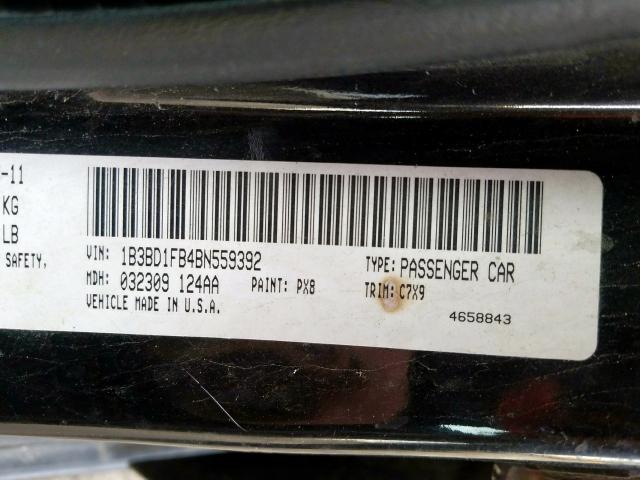 -11
KG
LB
SAFETY,
VIN: 1B3BD1FB4BN559392 TYPE: PASSENGER CAR
MDH: 032309 124AA PAINT: PX8 TRIM: C7X9
VEHICLE MADE IN U.S.A.
4658843